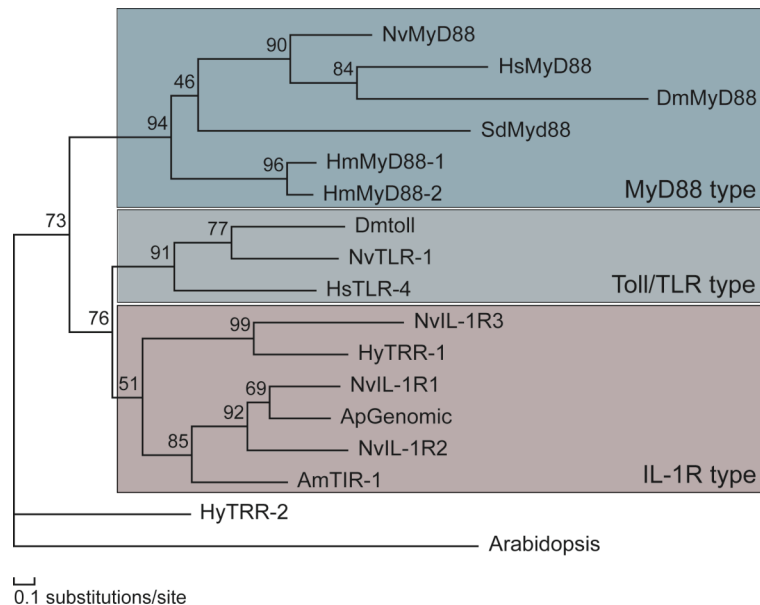 NvMyD88
90
HsMyD88
84
46
DmMyD88
94
SdMyd88
HmMyD88-1
96
HmMyD88-2
MyD88 type
73
Dmtoll
77
NvTLR-1
91
HsTLR-4
Toll/TLR type
76
NvIL-1R3
99
HyTRR-1
51
NvIL-1R1
69
ApGenomic
92
NvIL-1R2
85
AmTIR-1
IL-1R type
HyTRR-2
Arabidopsis
0.1 substitutions/site